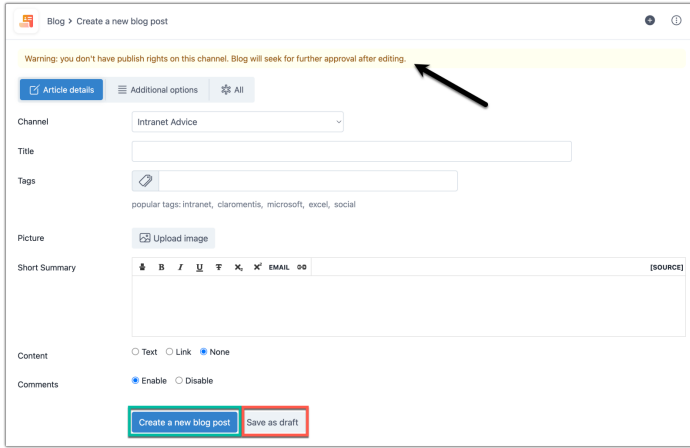 Blog > Create a new blog post
Warning: you don't have publish rights on this channel. Blog will seek for further approval after editing.
Article details
Additional options
All
Channel
Intranet Advice
Title
Tags
popular tags: intranet, claromentis, microsoft, excel, social
Picture
Upload image
Short Summary
B I U T X₂ X² EMAIL [SOURCE]
Content
Text Link None
Comments
Enable Disable
Create a new blog post
Save as draft